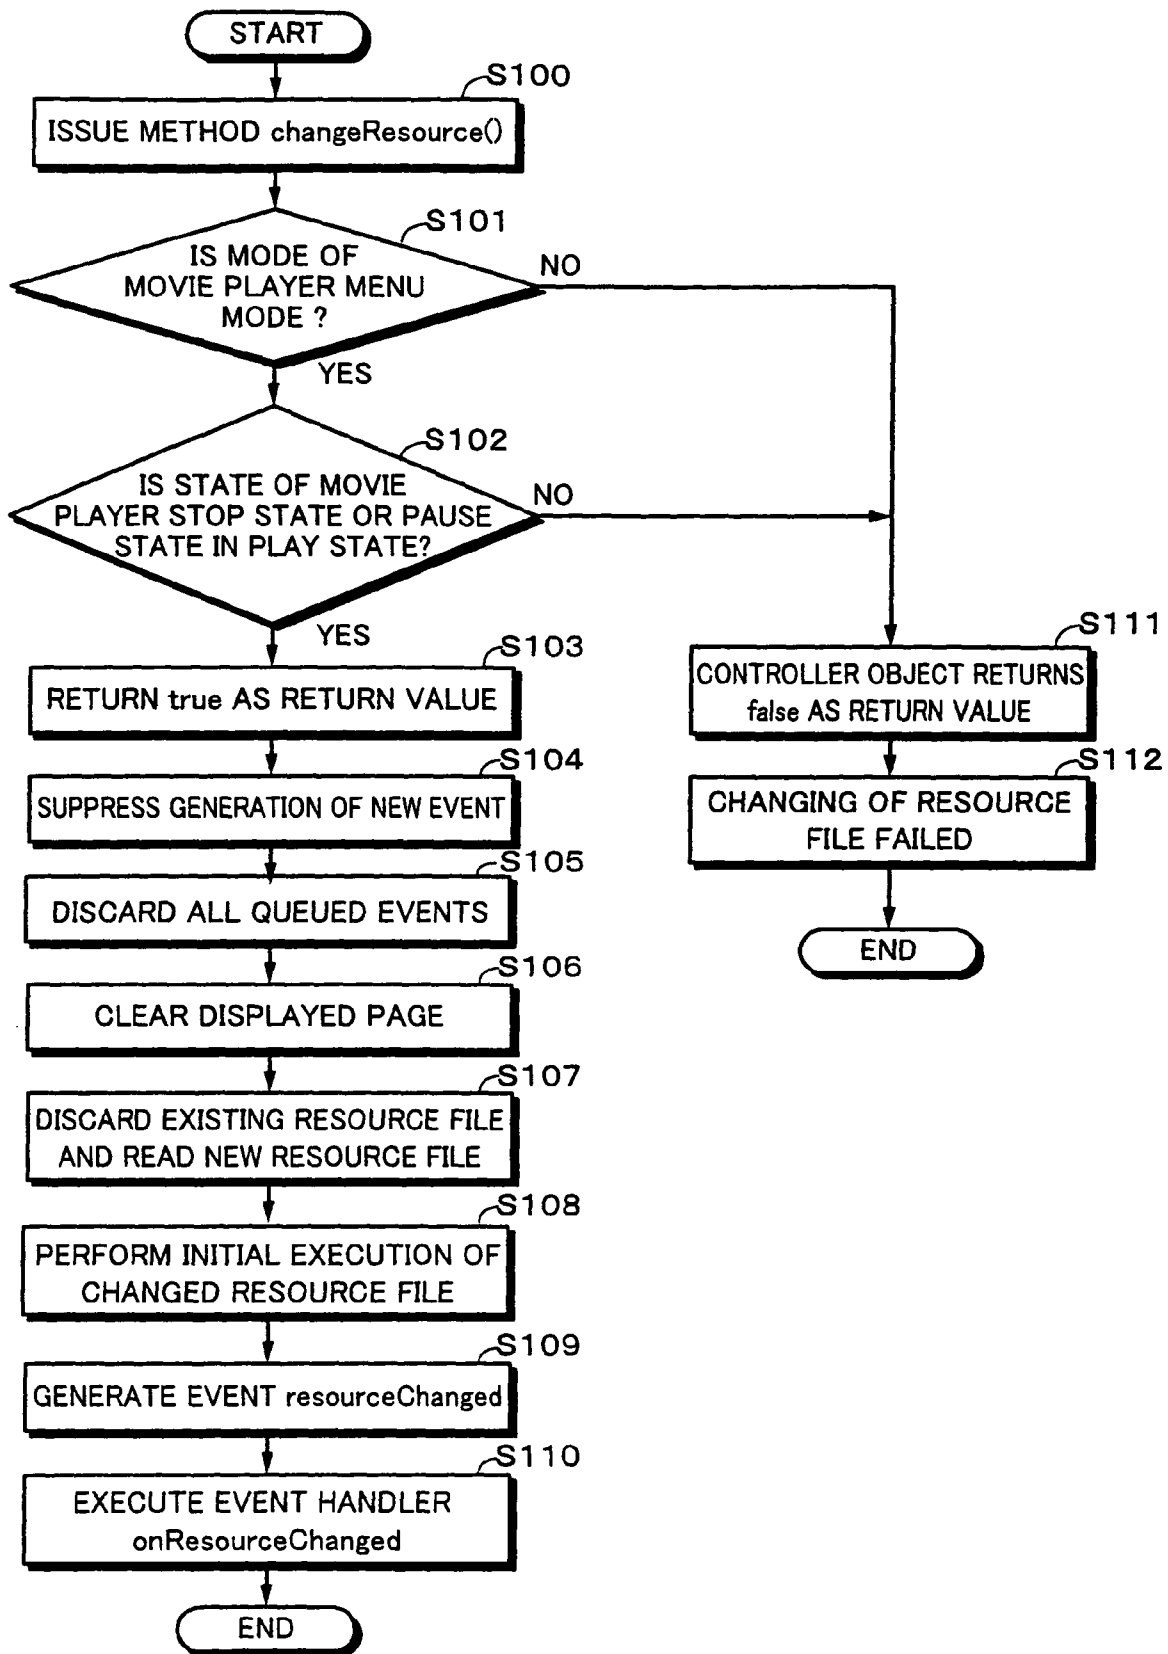 START
S100
ISSUE METHOD changeResource()
S101
IS MODE OF
MOVIE PLAYER MENU
MODE ?
NO
YES
S102
IS STATE OF MOVIE
PLAYER STOP STATE OR PAUSE
STATE IN PLAY STATE?
NO
YES
S103
RETURN true AS RETURN VALUE
S104
SUPPRESS GENERATION OF NEW EVENT
S105
DISCARD ALL QUEUED EVENTS
S106
CLEAR DISPLAYED PAGE
S107
DISCARD EXISTING RESOURCE FILE
AND READ NEW RESOURCE FILE
S108
PERFORM INITIAL EXECUTION OF
CHANGED RESOURCE FILE
S109
GENERATE EVENT resourceChanged
S110
EXECUTE EVENT HANDLER
onResourceChanged
END
S111
CONTROLLER OBJECT RETURNS
false AS RETURN VALUE
S112
CHANGING OF RESOURCE
FILE FAILED
END